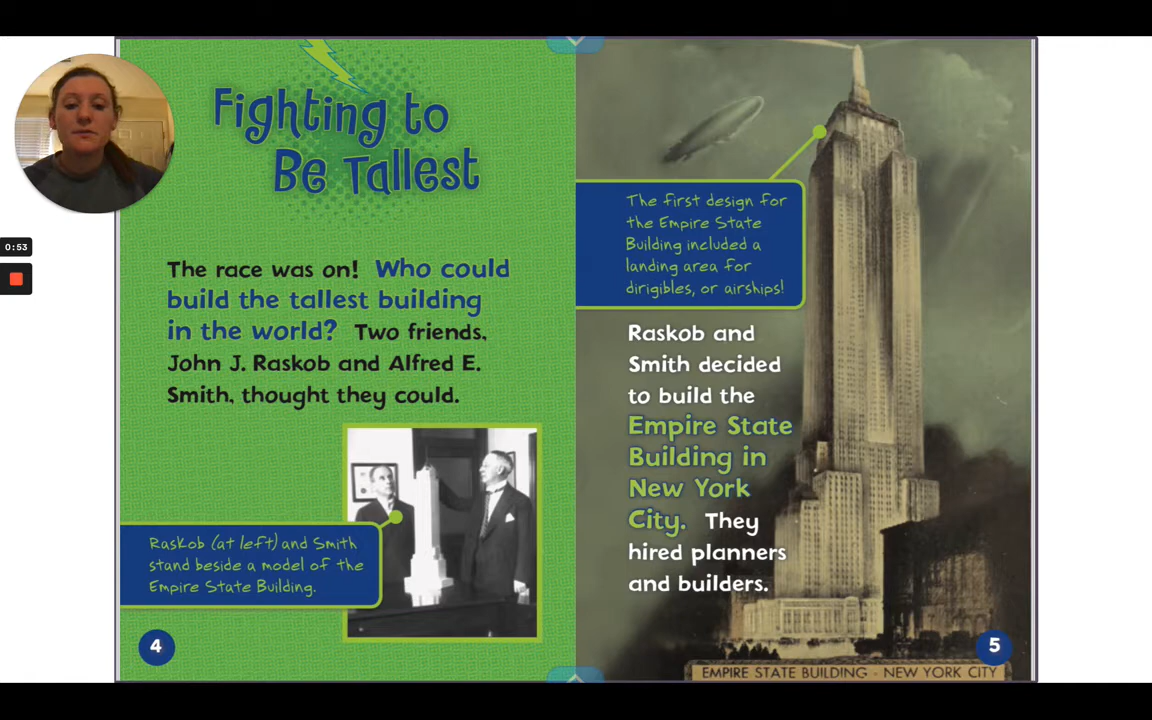 Fighting to
Be Tallest
The race was on! Who could
build the tallest building
in the world? Two friends,
John J. Raskob and Alfred E.
Smith, thought they could.
Raskob (at left) and Smith
stand beside a model of the
Empire State Building.
4
The first design for
the Empire State
Building included a
landing area for
dirigibles, or airships!
Raskob and
Smith decided
to build the
Empire State
Building in
New York
City. They
hired planners
and builders.
5
EMPIRE STATE BUILDING - NEW YORK CITY
0:53